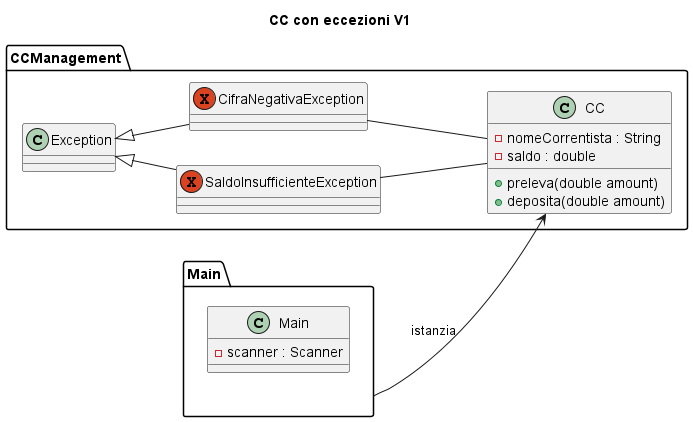 CC con eccezioni V1
CCManagement
X CifraNegativaException
C Exception
X SaldoInsufficienteException
C CC
nomeCorrentista : String
saldo : double
preleva(double amount)
deposita(double amount)
Main
C Main
scanner : Scanner
istanzia